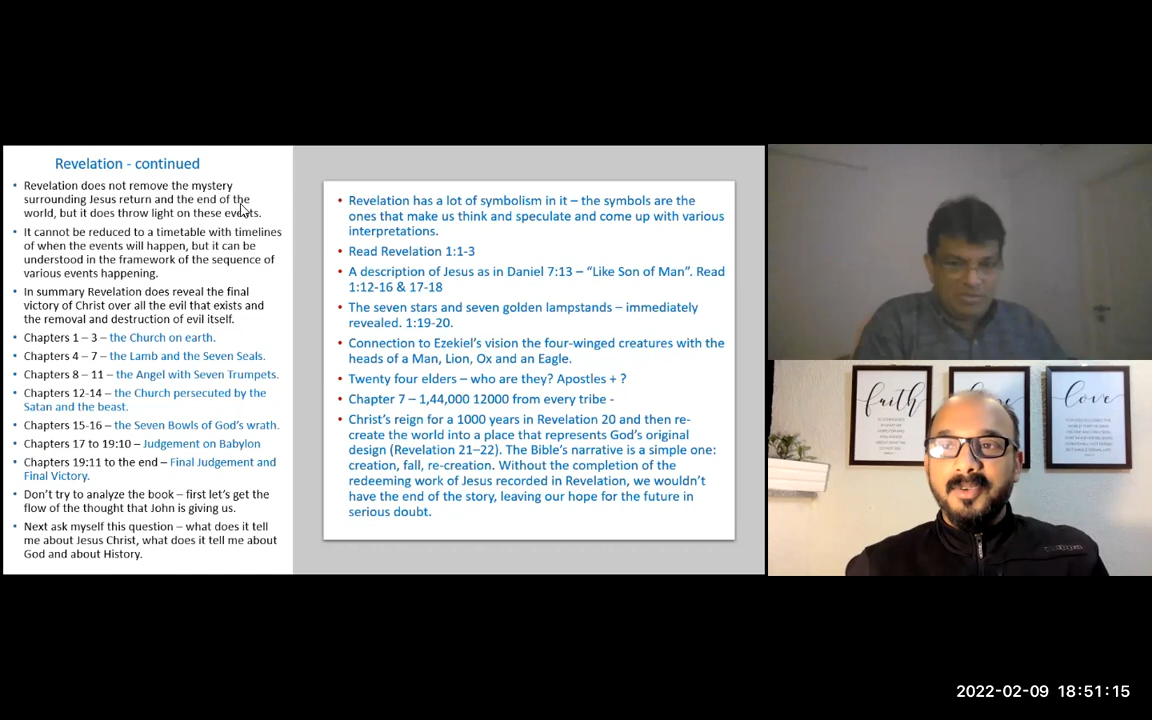 Revelation - continued
• Revelation does not remove the mystery
surrounding Jesus return and the end of the
world, but it does throw light on these events.
• It cannot be reduced to a timetable with timelines
of when the events will happen, but it can be
understood in the framework of the sequence of
various events happening.
• In summary Revelation does reveal the final
victory of Christ over all the evil that exists and
the removal and destruction of evil itself.
• Chapters 1 – 3 – the Church on earth.
• Chapters 4 – 7 – the Lamb and the Seven Seals.
• Chapters 8 – 11 – the Angel with Seven Trumpets.
• Chapters 12-14 – the Church persecuted by the
Satan and the beast.
• Chapters 15-16 – the Seven Bowls of God’s wrath.
• Chapters 17 to 19:10 – Judgement on Babylon
• Chapters 19:11 to the end – Final Judgement and
Final Victory.
• Don’t try to analyze the book – first let’s get the
flow of the thought that John is giving us.
• Next ask myself this question – what does it tell
me about Jesus Christ, what does it tell me about
God and about History.
• Revelation has a lot of symbolism in it – the symbols are the
ones that make us think and speculate and come up with various
interpretations.
• Read Revelation 1:1-3
• A description of Jesus as in Daniel 7:13 – “Like Son of Man”. Read
1:12-16 & 17-18
• The seven stars and seven golden lampstands – immediately
revealed. 1:19-20.
• Connection to Ezekiel’s vision the four-winged creatures with the
heads of a Man, Lion, Ox and an Eagle.
• Twenty four elders – who are they? Apostles + ?
• Chapter 7 – 1,44,000 12000 from every tribe -
• Christ’s reign for a 1000 years in Revelation 20 and then re-
create the world into a place that represents God’s original
design (Revelation 21–22). The Bible’s narrative is a simple one:
creation, fall, re-creation. Without the completion of the
redeeming work of Jesus recorded in Revelation, we wouldn’t
have the end of the story, leaving our hope for the future in
serious doubt.
faith
love
2022-02-09 18:51:15